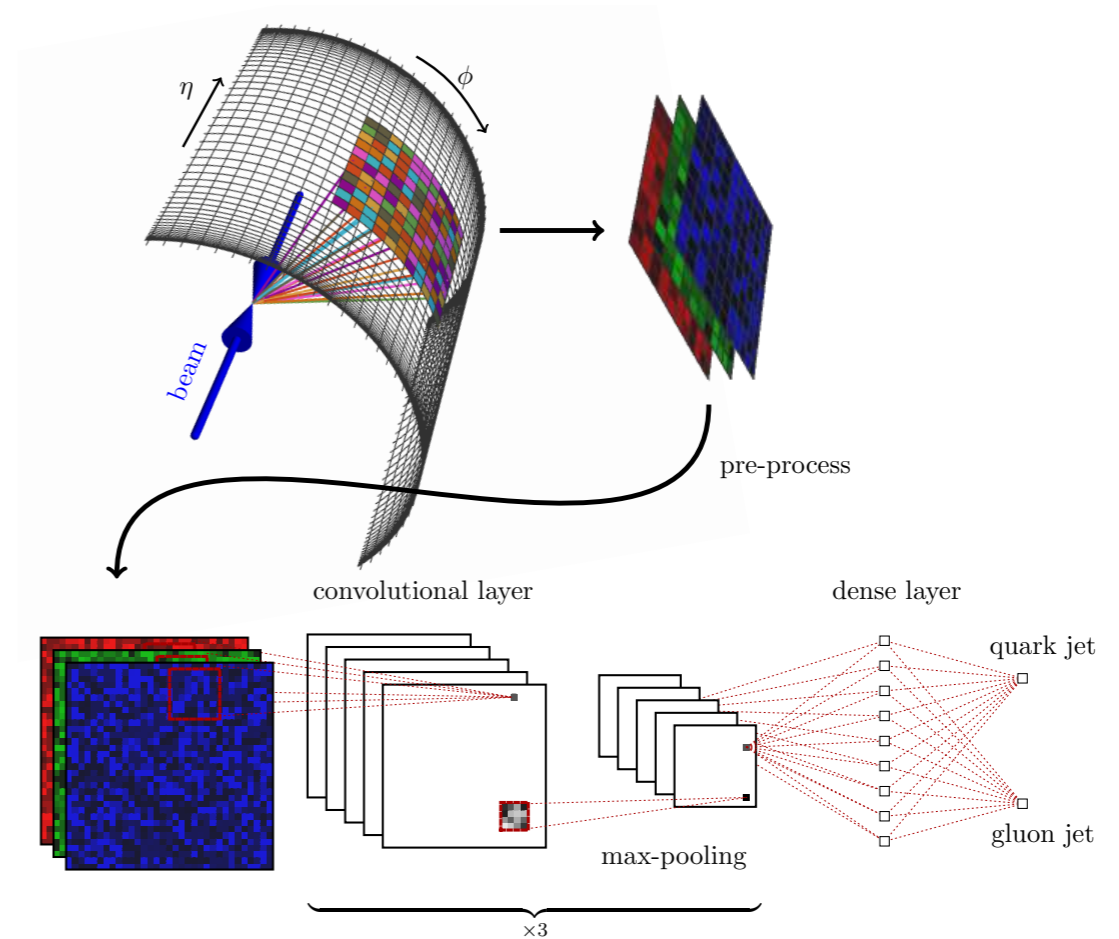 η
ϕ
beam
pre-process
convolutional layer
dense layer
quark jet
gluon jet
max-pooling
×3